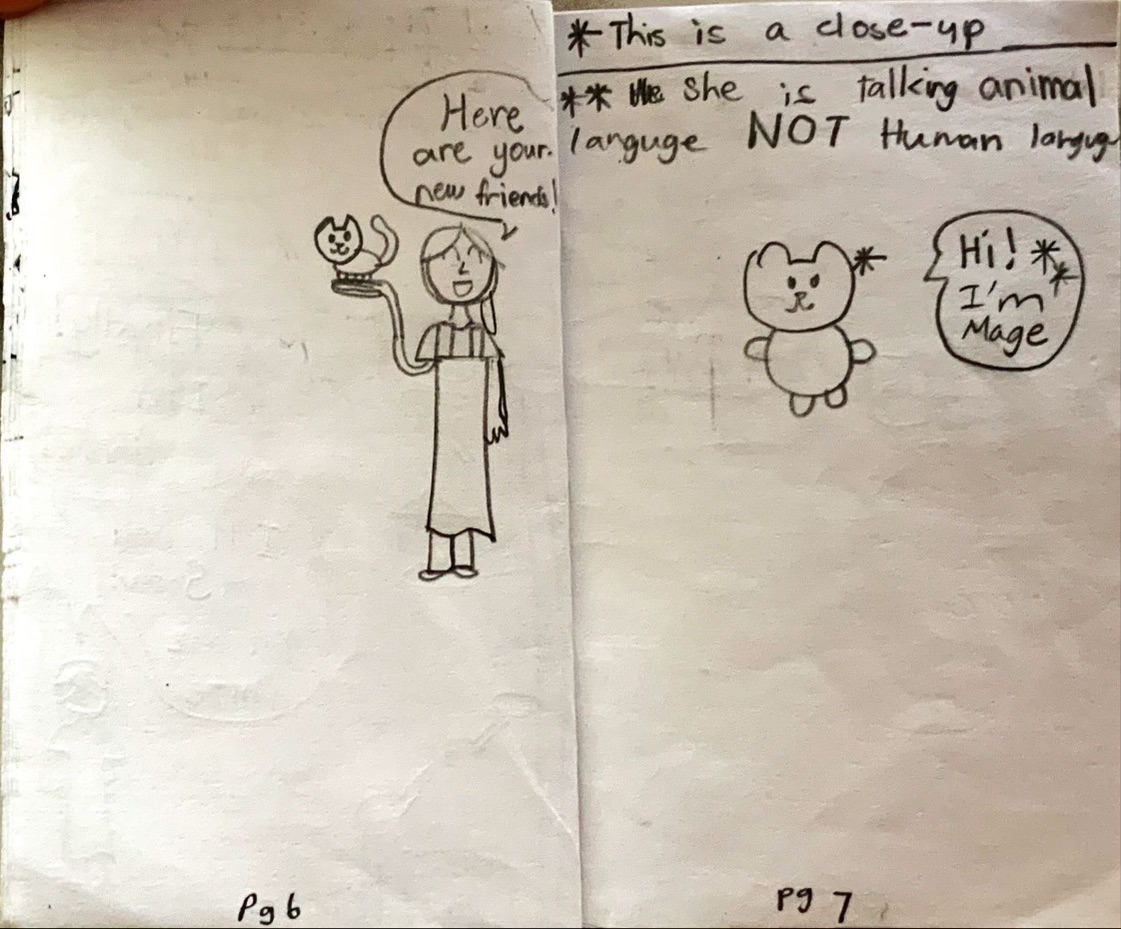 Here
are your
new friends!
Pg 6
* This is a close-up
** She is talking animal
languge NOT Human
Hi! **
I'm
Mage
*
pg 7